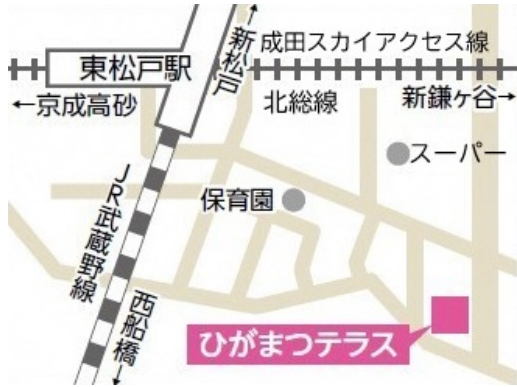 ↑新松戸
成田スカイアクセス線
東松戸駅
←京成高砂
北総線
新鎌ヶ谷→
スーパー
JR武蔵野線
保育園
西船橋↓
ひがまつテラス